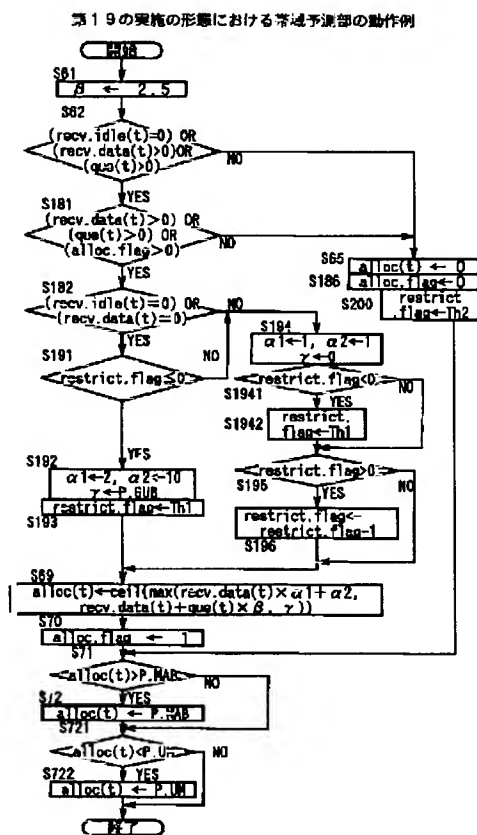 第19の実施の形態における帯域予測部の動作例
開始
S61
β ← 2.5
S62
(recv.idle(t)=0) OR
(recv.data(t)>0)OR
(que(t)>0)
NO
YES
S181
(recv.data(t)>0) OR
(que(t)>0) OR
(alloc.flag>0)
NO
YES
S65
alloc(t) ← 0
S186
alloc.flag←0
S200
restrict
.flag←Th2
S182
(recv.idle(t)=0) OR
(recv.data(t)=0)
NO
YES
S191
restrict.flag≦0
NO
YES
S194
α1←1, α2←1
γ←0
restrict.flag<0
NO
S1941
YES
S1942
restrict.
flag←Th1
restrict.flag>0
S195
NO
YES
restrict.flag←
restrict.flag-1
S196
S192
α1←2, α2←10
γ←P.GUB
S193
restrict.flag←Th1
S69
alloc(t)←ceil(max(recv.data(t)×α1+α2,
recv.data(t)+que(t)×β, γ))
S70
alloc.flag ← 1
S71
alloc(t)>P.MAB
NO
YES
S72
alloc(t) ← P.MAB
S721
alloc(t)<P.UM
NO
YES
S722
alloc(t) ← P.UM
終了